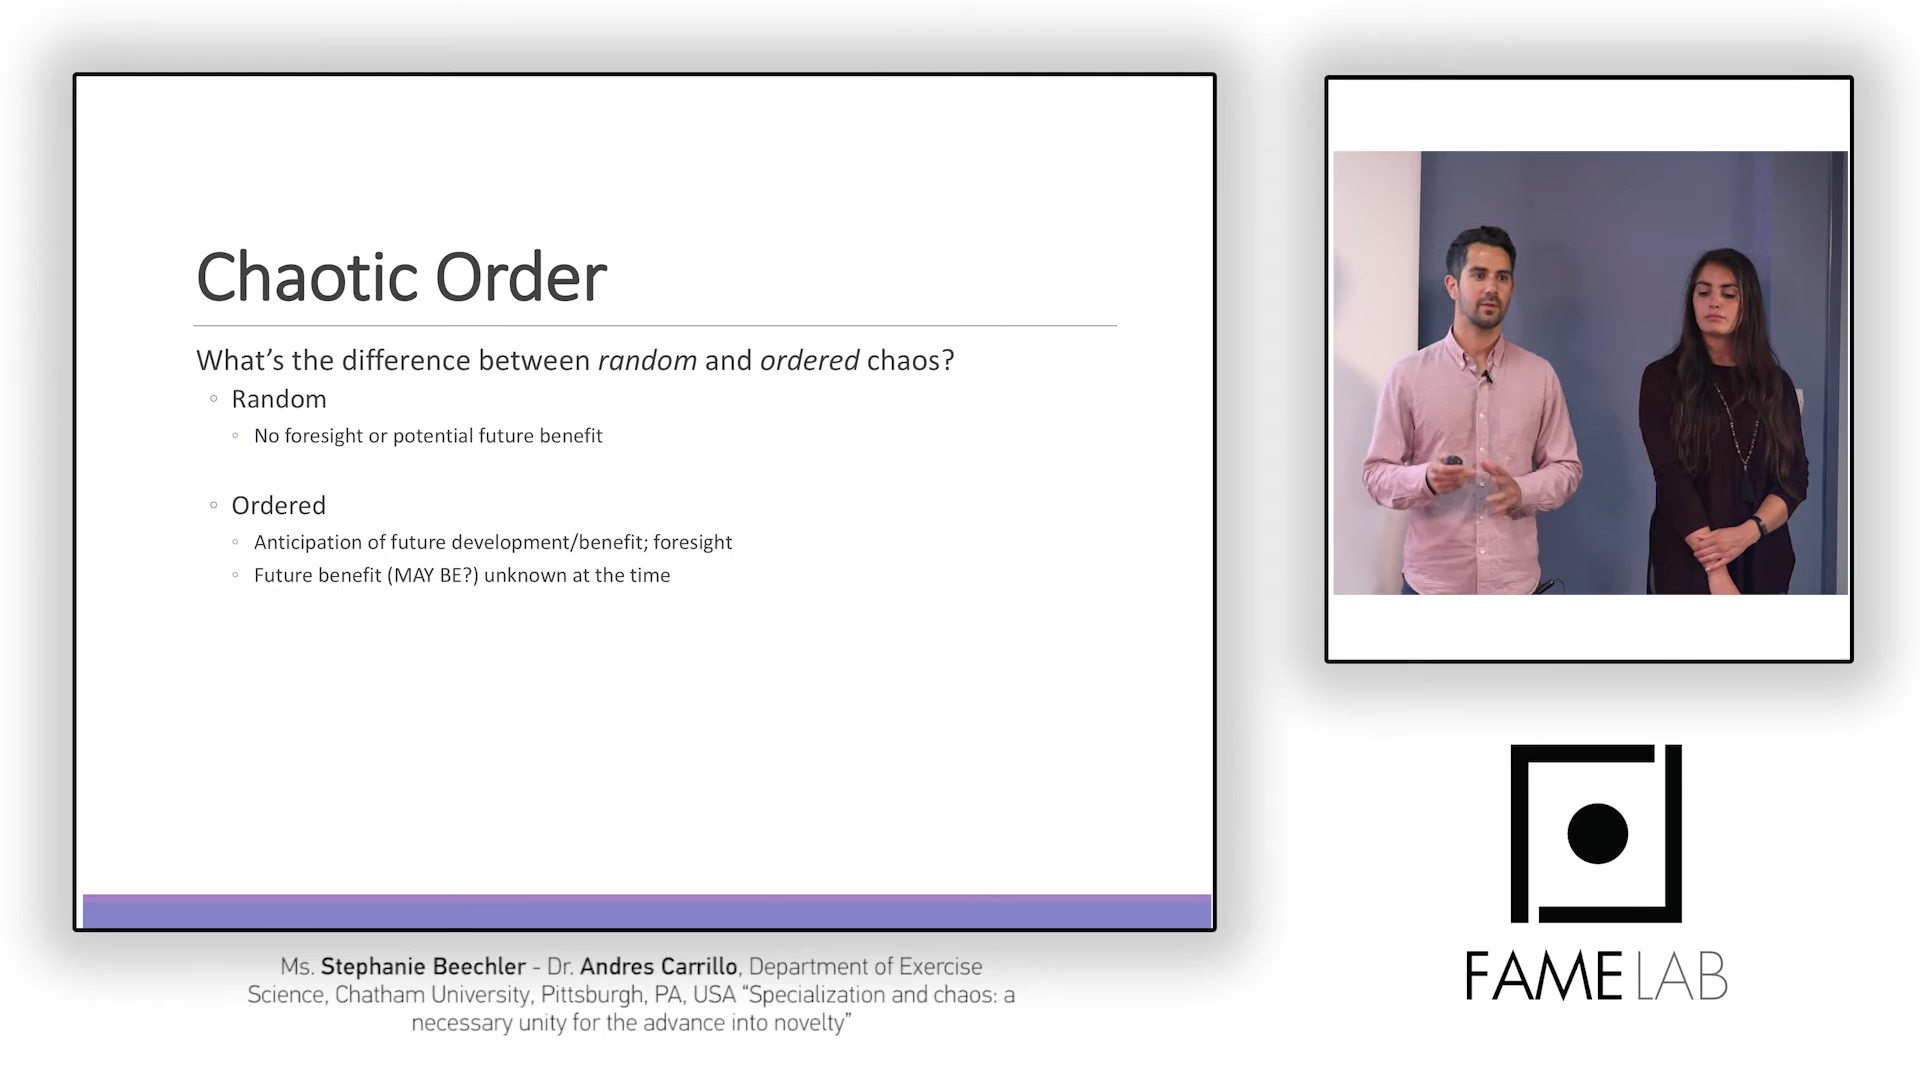 Chaotic Order
What’s the difference between random and ordered chaos?
Random
No foresight or potential future benefit
Ordered
Anticipation of future development/benefit; foresight
Future benefit (MAY BE?) unknown at the time
Ms. Stephanie Beechler - Dr. Andres Carrillo, Department of Exercise
Science, Chatham University, Pittsburgh, PA, USA “Specialization and chaos: a
necessary unity for the advance into novelty”
FAME LAB